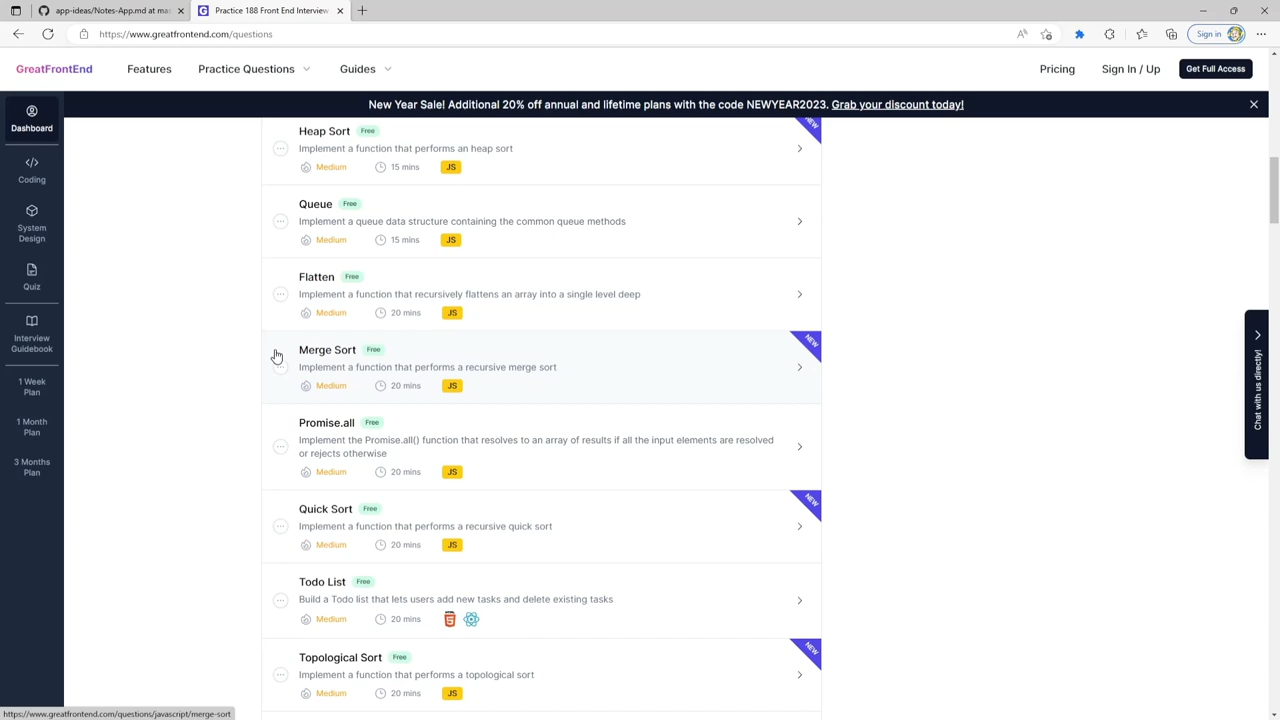 app-ideas/Notes-App.md at mas
Practice 188 Front End Interview
https://www.greatfrontend.com/questions
Sign in
GreatFrontEnd
Features
Practice Questions
Guides
Pricing
Sign In / Up
Get Full Access
New Year Sale! Additional 20% off annual and lifetime plans with the code NEWYEAR2023. Grab your discount today!
Dashboard
Coding
System
Design
Quiz
Interview
Guidebook
1 Week
Plan
1 Month
Plan
3 Months
Plan
Heap Sort Free
NEW
Implement a function that performs an heap sort
Medium 15 mins JS
Queue Free
Implement a queue data structure containing the common queue methods
Medium 15 mins JS
Flatten Free
Implement a function that recursively flattens an array into a single level deep
Medium 20 mins JS
Merge Sort Free
NEW
Implement a function that performs a recursive merge sort
Medium 20 mins JS
Promise.all Free
Implement the Promise.all() function that resolves to an array of results if all the input elements are resolved
or rejects otherwise
Medium 20 mins JS
Quick Sort Free
NEW
Implement a function that performs a recursive quick sort
Medium 20 mins JS
Todo List Free
Build a Todo list that lets users add new tasks and delete existing tasks
Medium 20 mins
Topological Sort Free
NEW
Implement a function that performs a topological sort
Medium 20 mins JS
Chat with us directly!
https://www.greatfrontend.com/questions/javascript/merge-sort